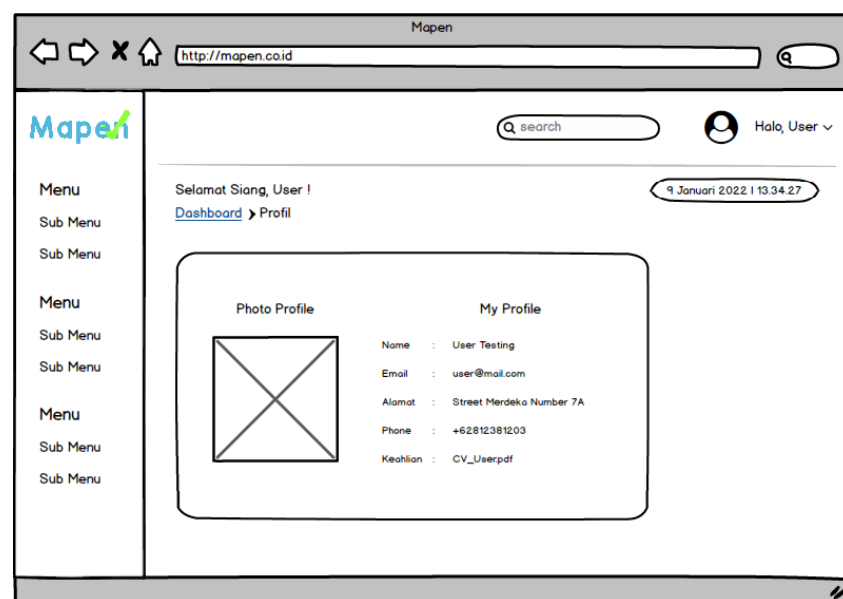 Mapen
http://mapen.co.id
Mapen
search
Halo, User
Menu
Sub Menu
Sub Menu
Menu
Sub Menu
Sub Menu
Menu
Sub Menu
Sub Menu
Selamat Siang, User !
9 Januari 2022 | 13.34.27
Dashboard > Profil
Photo Profile
My Profile
Name : User Testing
Email : user@mail.com
Alamat : Street Merdeka Number 7A
Phone : +62812381203
Keahlian : CV_User.pdf